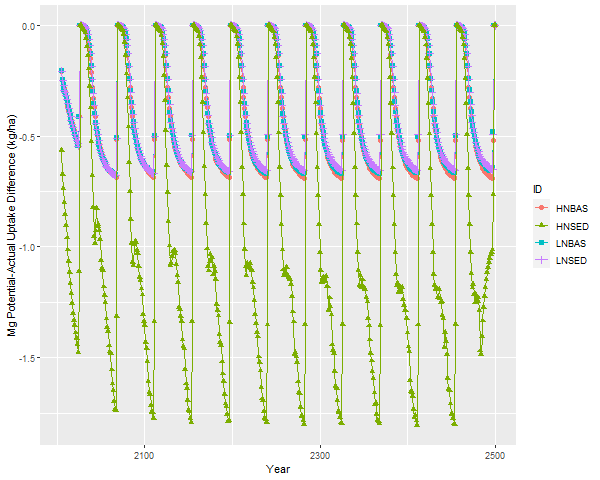 0.0
-0.5
-1.0
-1.5
Mg Potential-Actual Uptake Difference (kg/ha)
2100
2300
2500
Year
ID
HNBAS
HNSED
LNBAS
LNSED